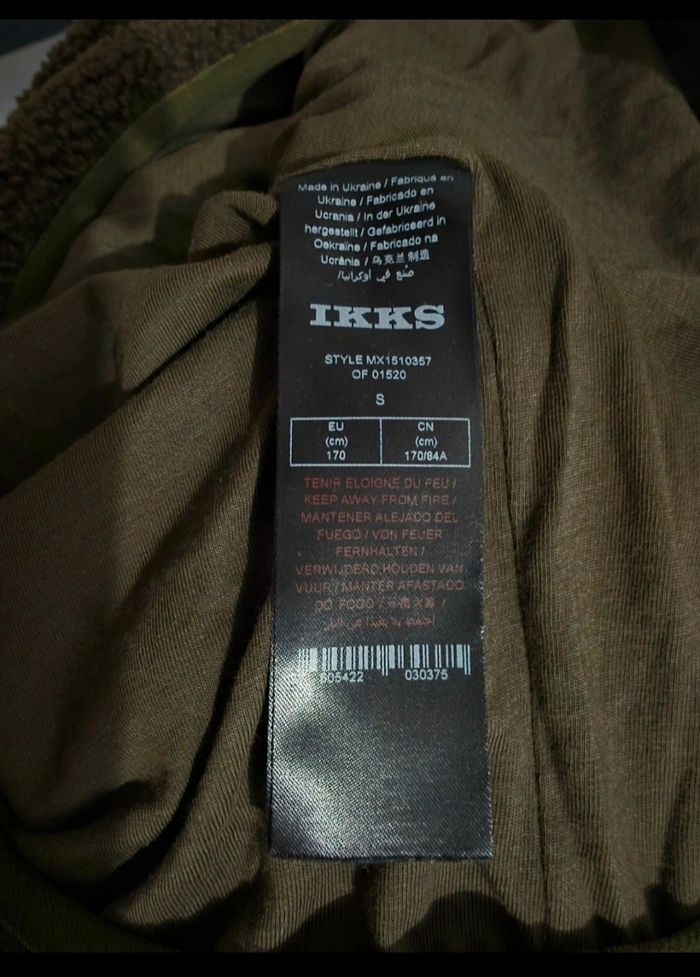 Made in Ukraine / Fabriqué en
Ukraine / Fabricado en
Ucrania / In der Ukraine
hergestellt / Gefabriceerd in
Oekraïne / Fabricado na
Ucrânia / 乌克兰制造
صنع في أوكرانيا/
IKKS
STYLE MX1510357
OF 01520
S
EU CN
(cm) (cm)
170 170/84A
TENIR ELOIGNE DU FEU /
KEEP AWAY FROM FIRE /
MANTENER ALEJADO DEL
FUEGO / VON FEUER
FERNHALTEN /
VERWIJDERD HOUDEN VAN
VUUR / MANTER AFASTADO
DO FOGO / /
605422 030375